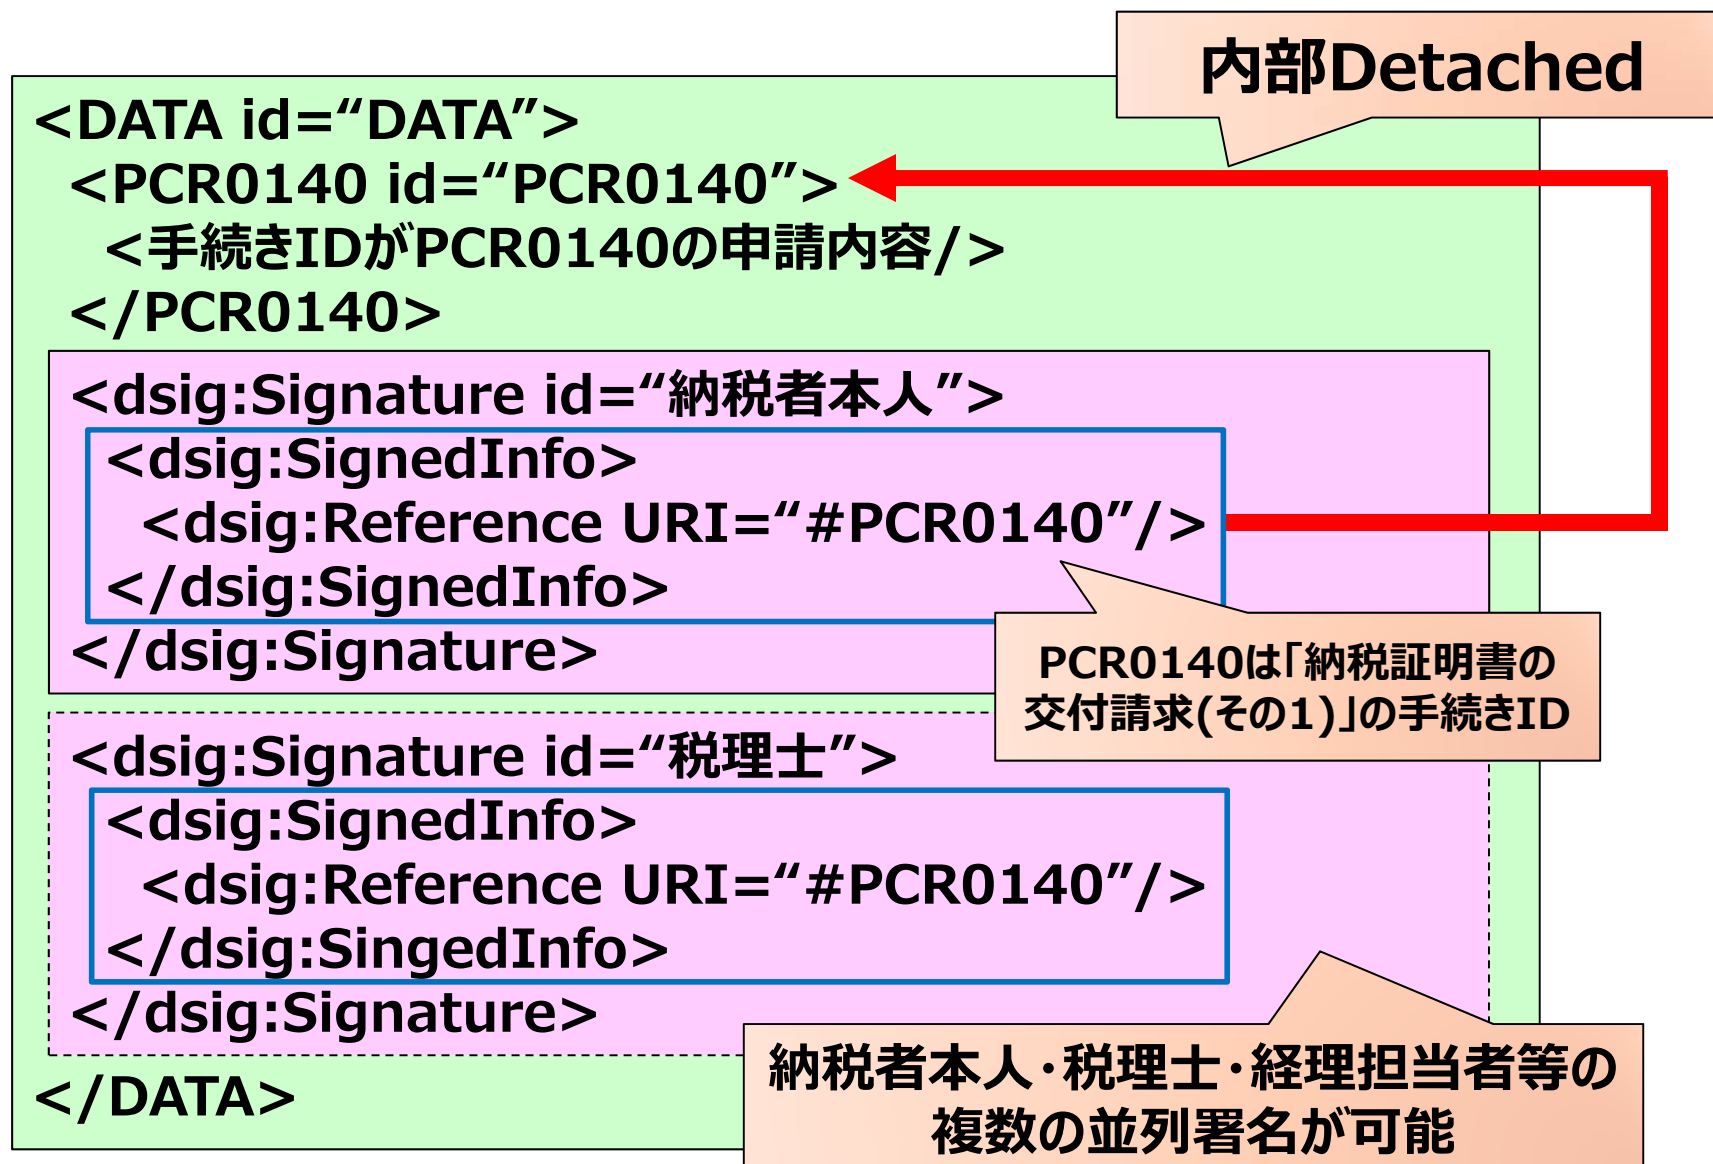 内部Detached
<DATA id=“DATA”>
<PCR0140 id=“PCR0140”>
<手続きIDがPCR0140の申請内容/>
</PCR0140>
<dsig:Signature id=“納税者本人”>
<dsig:SignedInfo>
<dsig:Reference URI=“#PCR0140”/>
</dsig:SignedInfo>
</dsig:Signature>
PCR0140は｢納税証明書の
交付請求(その1)｣の手続きID
<dsig:Signature id=“税理士”>
<dsig:SignedInfo>
<dsig:Reference URI=“#PCR0140”/>
</dsig:SingedInfo>
</dsig:Signature>
納税者本人･税理士･経理担当者等の
複数の並列署名が可能
</DATA>